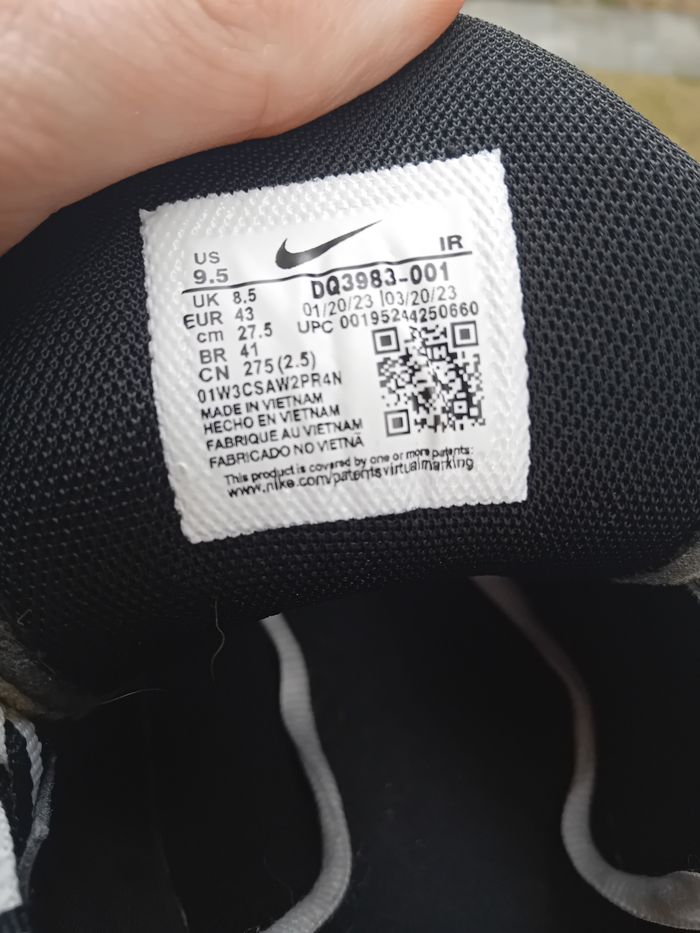 US IR
9.5
UK 8.5 DQ3983-001
EUR 43 01/20/23 03/20/23
cm 27.5 UPC 00195244250660
BR 41
CN 275(2.5)
01W3CSAW2PR4N
MADE IN VIETNAM
HECHO EN VIETNAM
FABRIQUE AU VIETNAM
FABRICADO NO VIETNÃ
This product is covered by one or more patents:
www.nike.com/patentsvirtualmarking